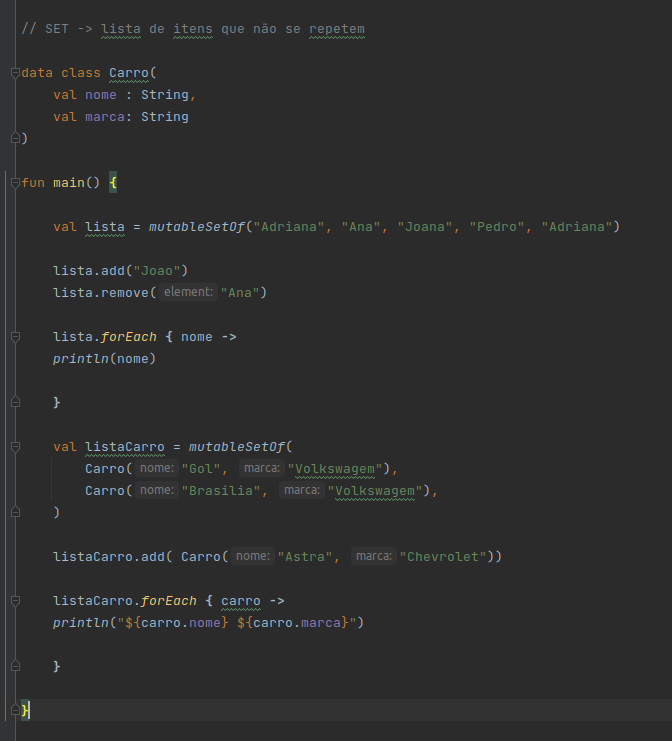 // SET -> lista de itens que não se repetem
data class Carro(
val nome : String,
val marca: String
)
fun main() {
val lista = mutableSetOf("Adriana", "Ana", "Joana", "Pedro", "Adriana")
lista.add("Joao")
lista.remove( element: "Ana")
lista.forEach { nome ->
println(nome)
}
val listaCarro = mutableSetOf(
Carro( nome: "Gol", marca: "Volkswagem"),
Carro( nome: "Brasilia", marca: "Volkswagem"),
)
listaCarro.add( Carro( nome: "Astra", marca: "Chevrolet"))
listaCarro.forEach { carro ->
println("${carro.nome} ${carro.marca}")
}
}